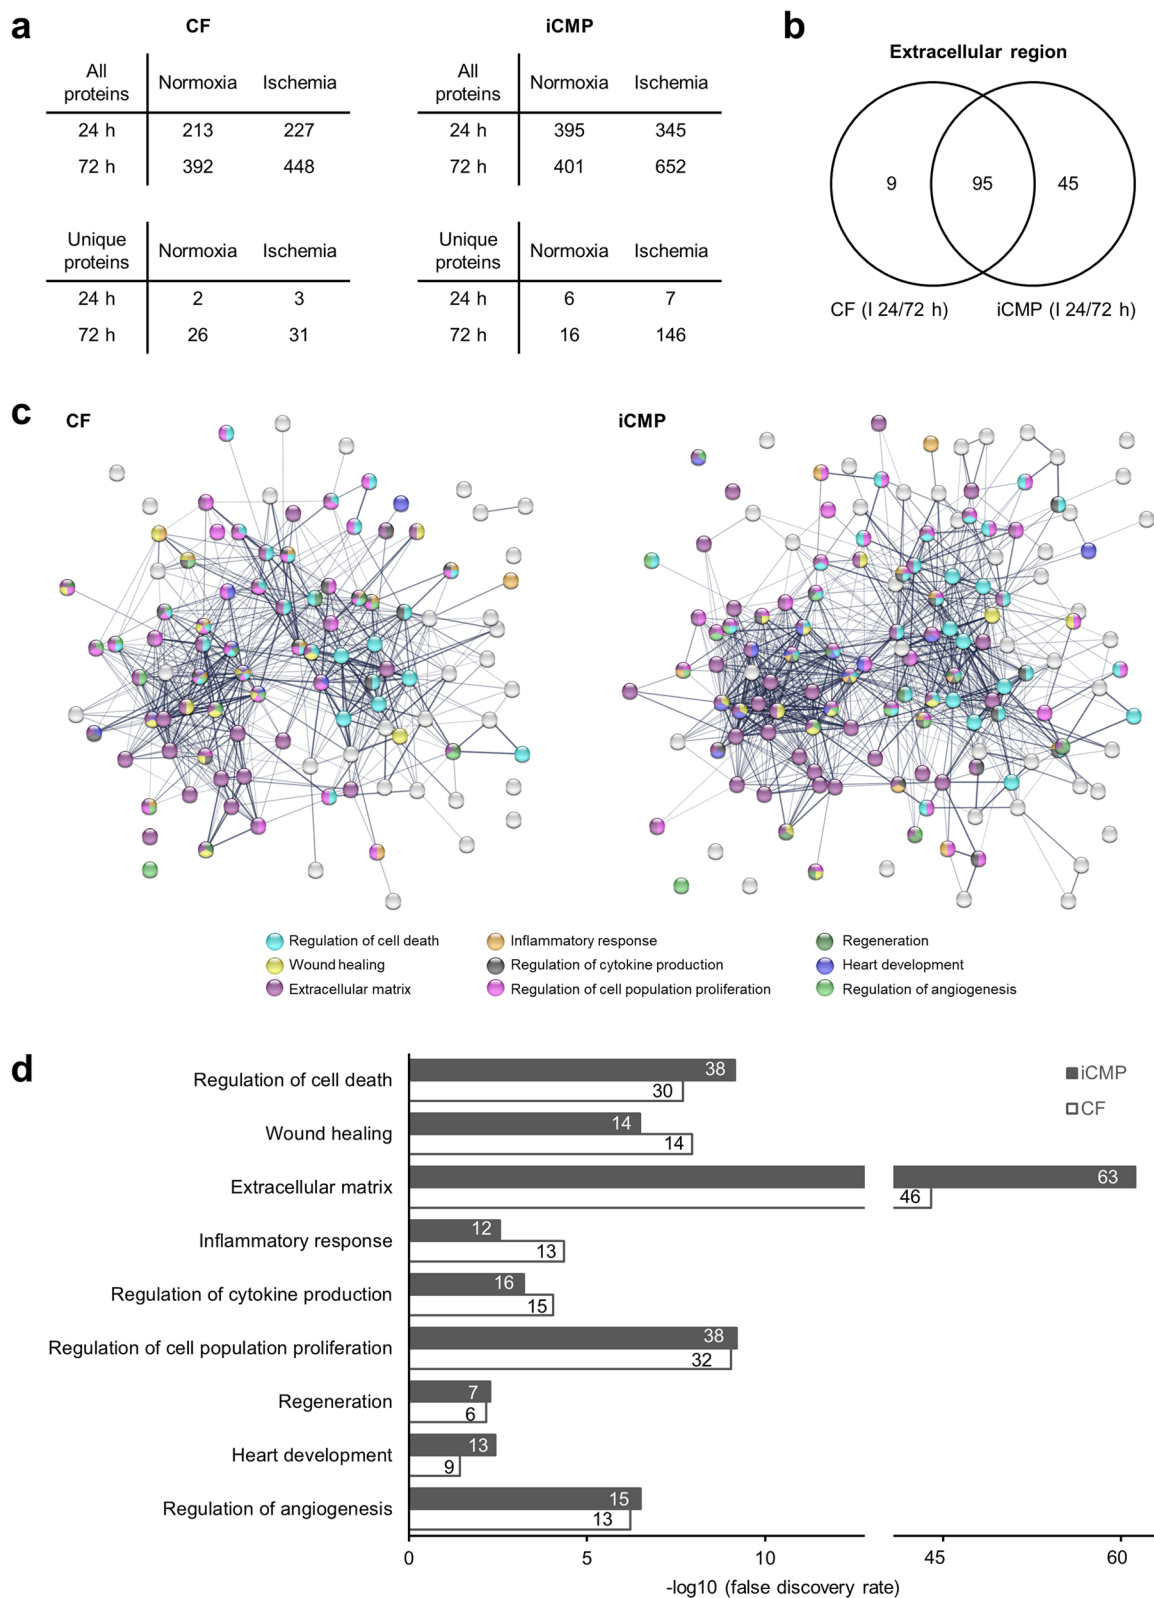 a
CF
iCMP
All
proteins
Normoxia
Ischemia
24 h
213
227
72 h
392
448
All
proteins
Normoxia
Ischemia
24 h
395
345
72 h
401
652
Unique
proteins
Normoxia
Ischemia
24 h
2
3
72 h
26
31
Unique
proteins
Normoxia
Ischemia
24 h
6
7
72 h
16
146
b
Extracellular region
9
95
45
CF (I 24/72 h)
iCMP (I 24/72 h)
c
CF
iCMP
Regulation of cell death
Wound healing
Extracellular matrix
Inflammatory response
Regulation of cytokine production
Regulation of cell population proliferation
Regeneration
Heart development
Regulation of angiogenesis
d
iCMP
CF
Regulation of cell death
38
30
Wound healing
14
14
Extracellular matrix
63
46
Inflammatory response
12
13
Regulation of cytokine production
16
15
Regulation of cell population proliferation
38
32
Regeneration
7
6
Heart development
13
9
Regulation of angiogenesis
15
13
0
5
10
45
60
-log10 (false discovery rate)